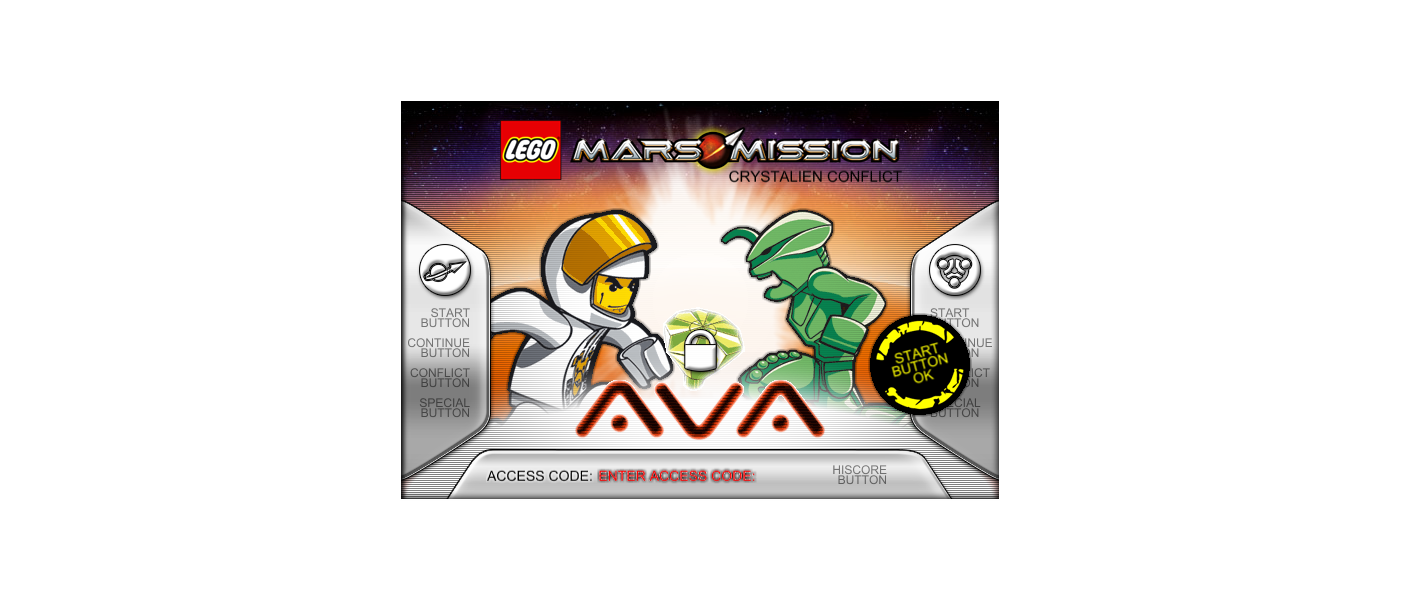 LEGO
MARS MISSION
CRYSTALIEN CONFLICT
START
BUTTON
CONTINUE
BUTTON
CONFLICT
BUTTON
SPECIAL
BUTTON
START
BUTTON
OK
START
AVA
ACCESS CODE: ENTER ACCESS CODE:
HISCORE
BUTTON